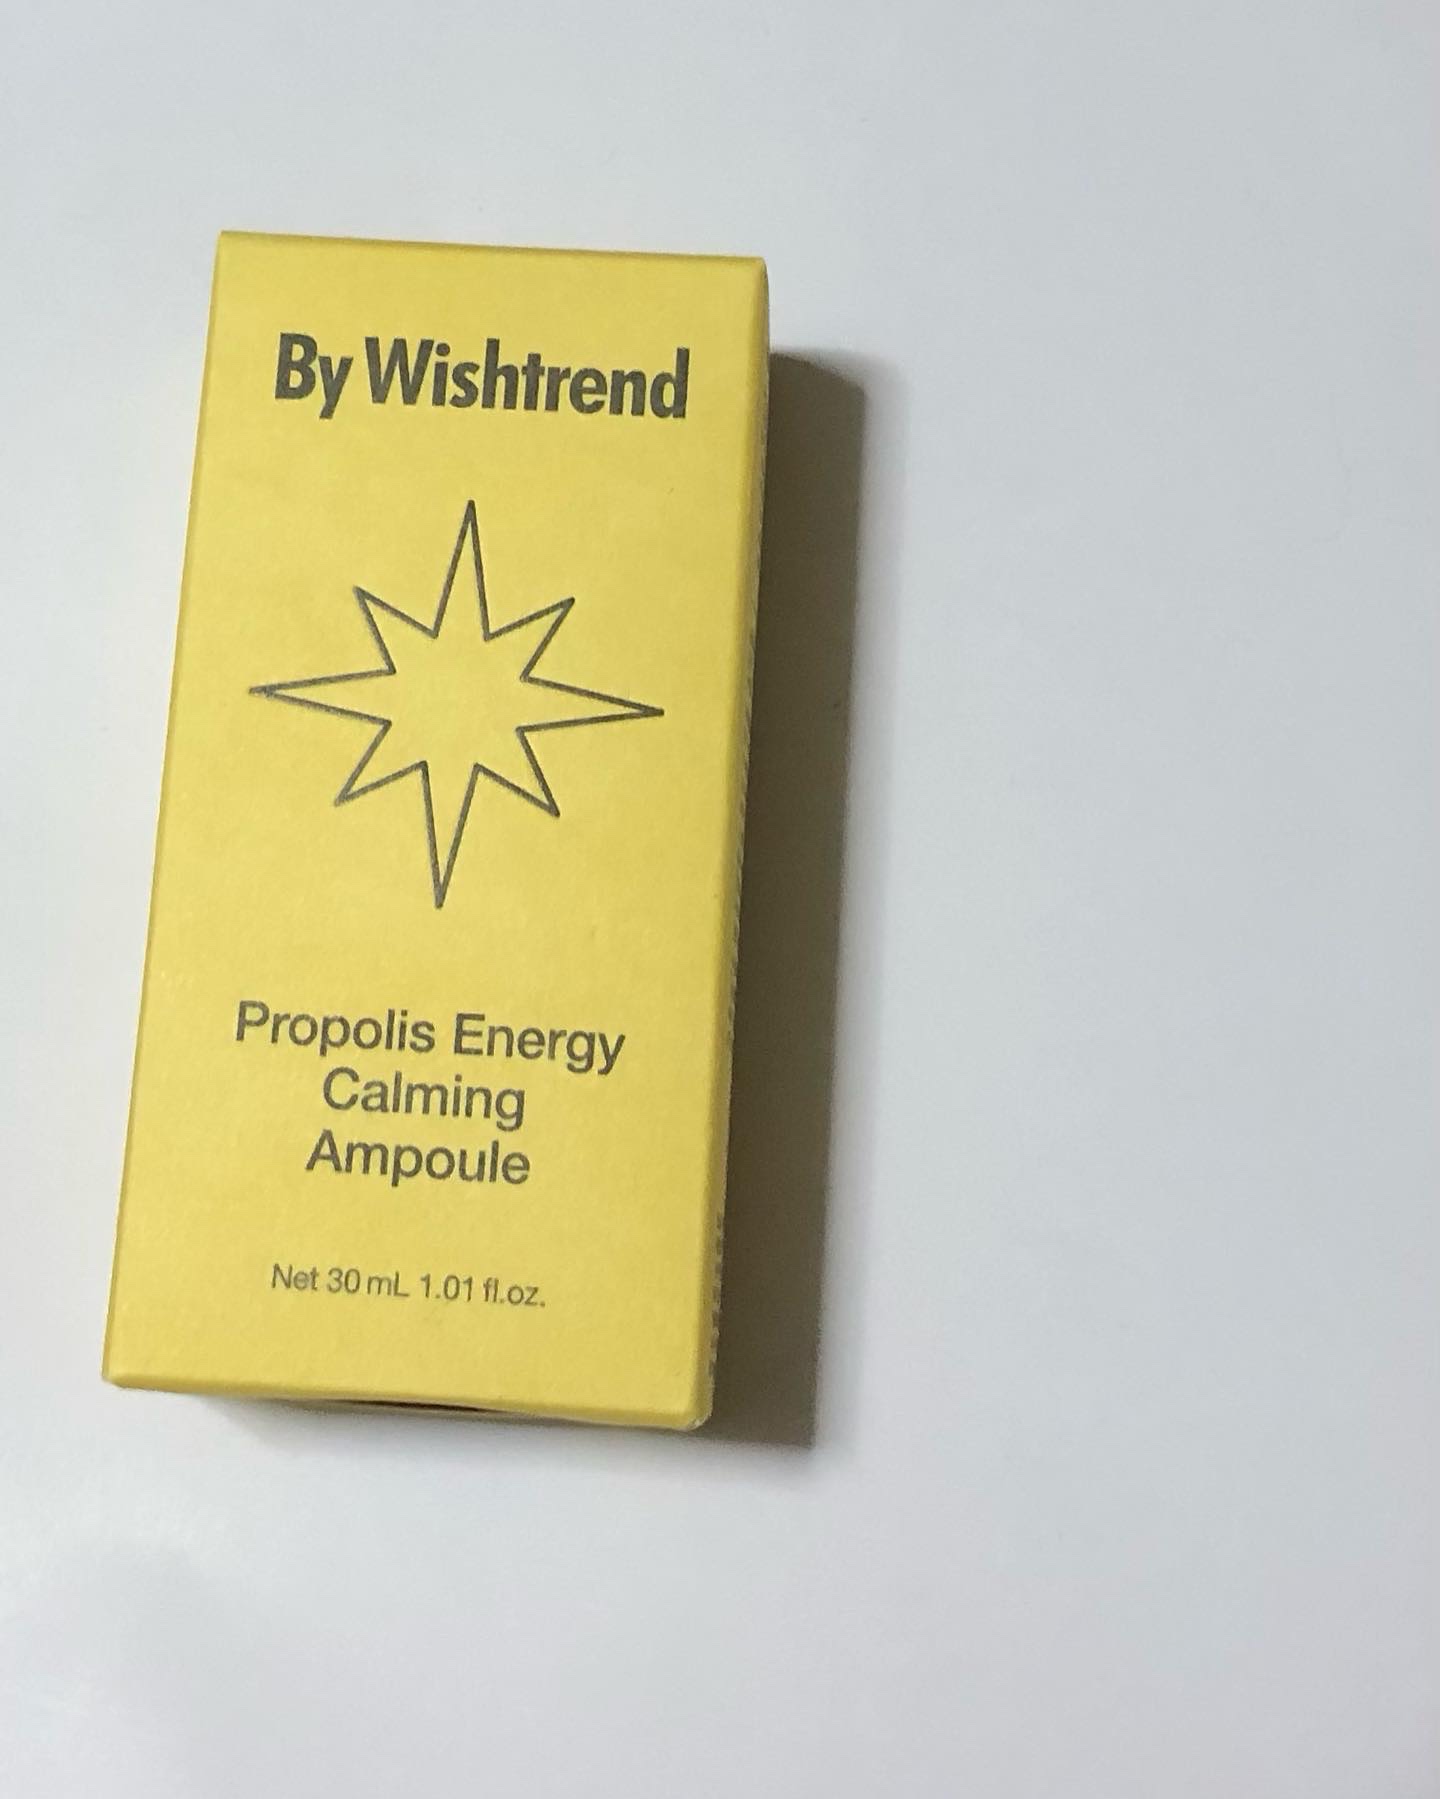 By Wishtrend
Propolis Energy
Calming
Ampoule
Net 30 mL 1.01 fl.oz.